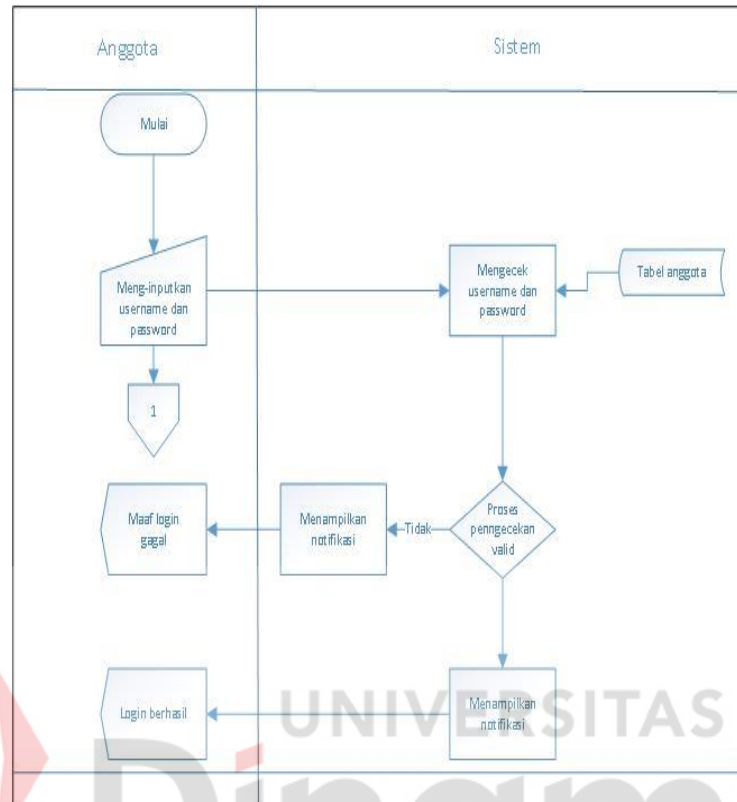 Anggota
Sistem
Mulai
Meng-inputkan
username dan
password
Mengecek
username dan
password
Tabel anggota
1
Maaf login
gagal
Menampilkan
notifikasi
Tidak
Proses
penngecekan
valid
Login berhasil
Menampilkan
notifikasi
UNIVERSITAS